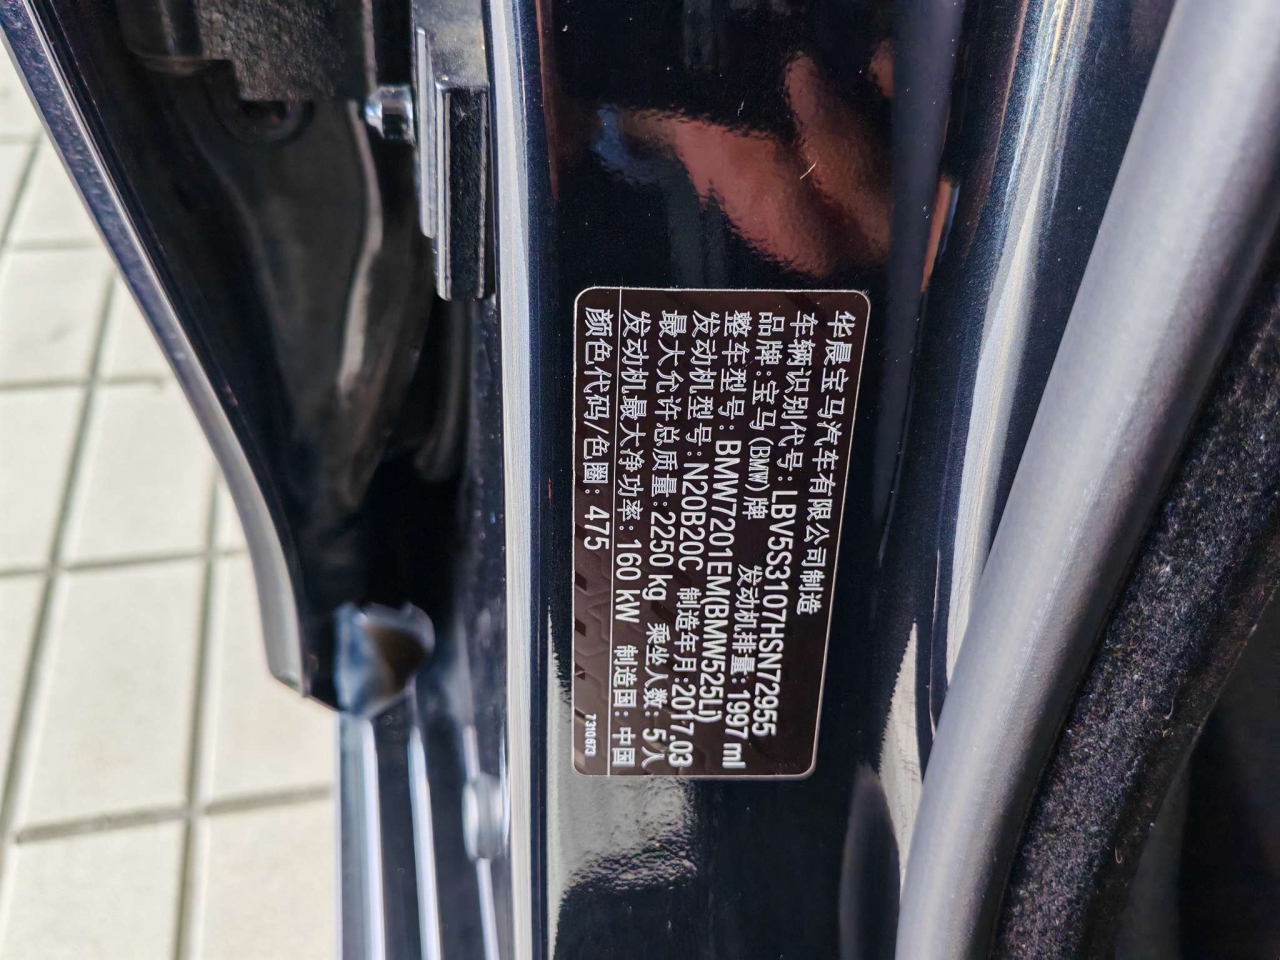 华晨宝马汽车有限公司制造
车辆识别代号: LBV5S3107HSN72955
品牌: 宝马(BMW)牌 发动机排量: 1997 ml
整车型号: BMW7201EMBMW525Li)
发动机型号: N20B20C 制造年月:2017.03
最大允许总质量:2250 kg 乘坐人数: 5人
发动机最大净功率: 160 kW 制造国: 中国
颜色代码/色圈: 475 7310673